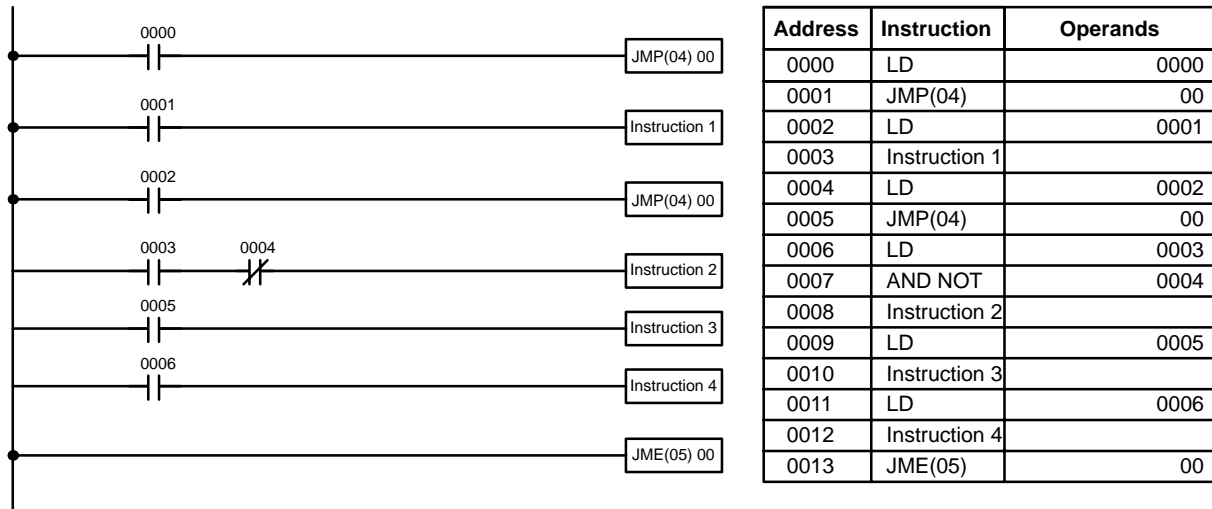 0000
JMP(04) 00
0001
Instruction 1
0002
JMP(04) 00
0003 0004
Instruction 2
0005
Instruction 3
0006
Instruction 4
JME(05) 00
Address Instruction Operands
0000 LD 0000
0001 JMP(04) 00
0002 LD 0001
0003 Instruction 1
0004 LD 0002
0005 JMP(04) 00
0006 LD 0003
0007 AND NOT 0004
0008 Instruction 2
0009 LD 0005
0010 Instruction 3
0011 LD 0006
0012 Instruction 4
0013 JME(05) 00